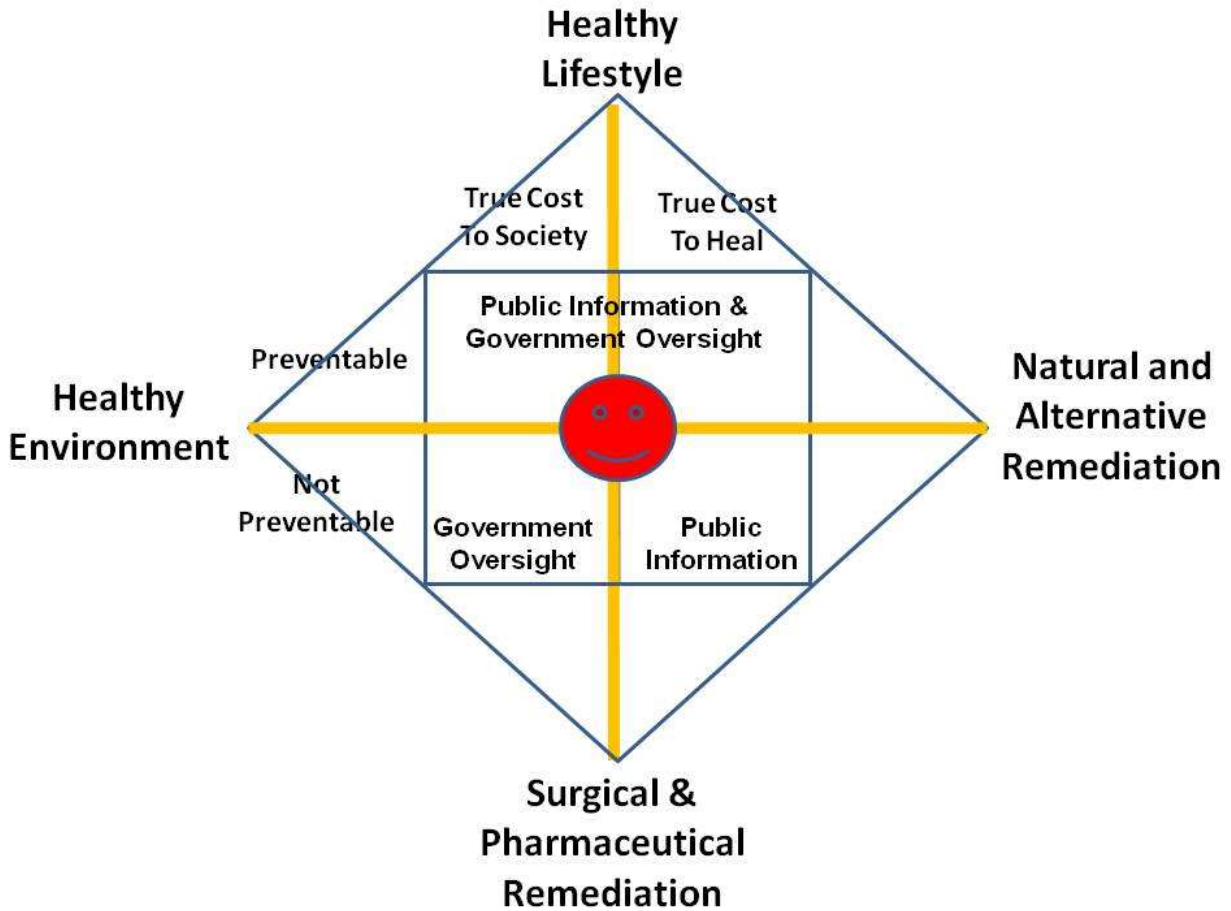 Healthy
Lifestyle
True Cost
To Society
True Cost
To Heal
Public Information &
Government Oversight
Preventable
Healthy
Environment
Natural and
Alternative
Remediation
Not
Preventable
Government
Oversight
Public
Information
Surgical &
Pharmaceutical
Remediation